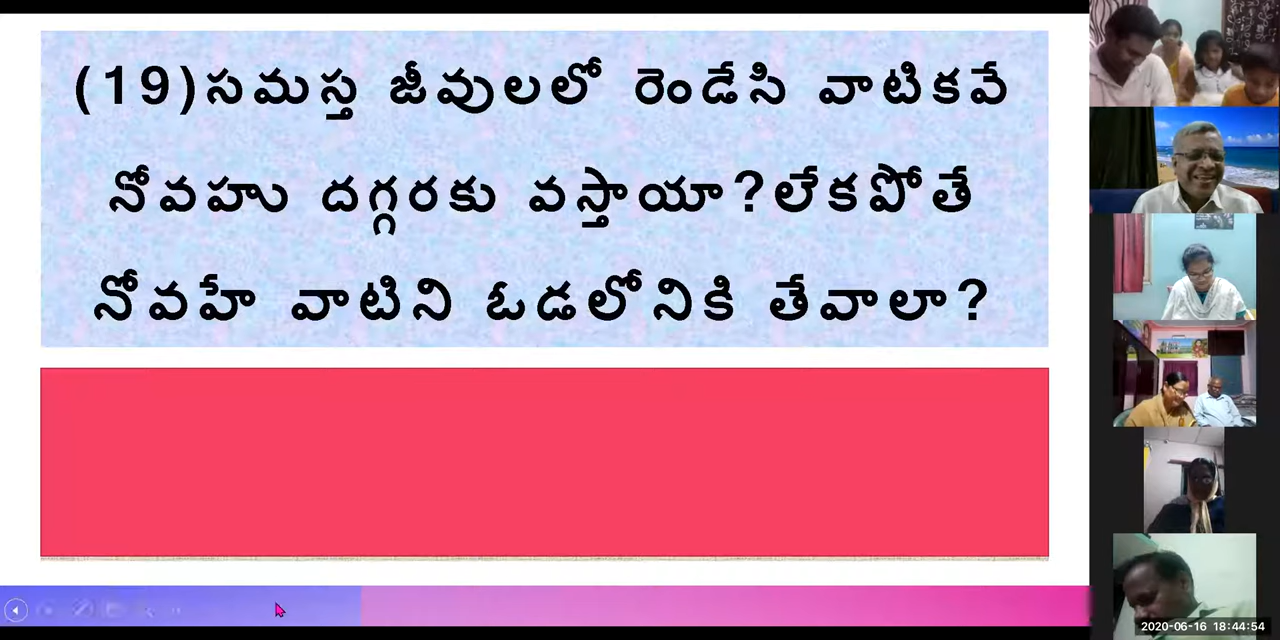 (19)సమస్త జీవులలో రెండేసి వాటికవే
నోవహు దగ్గరకు వస్తాయా?లేకపోతే
నోవహే వాటిని ఓడలోనికి తేవాలా?
2020-06-16 18:44:54